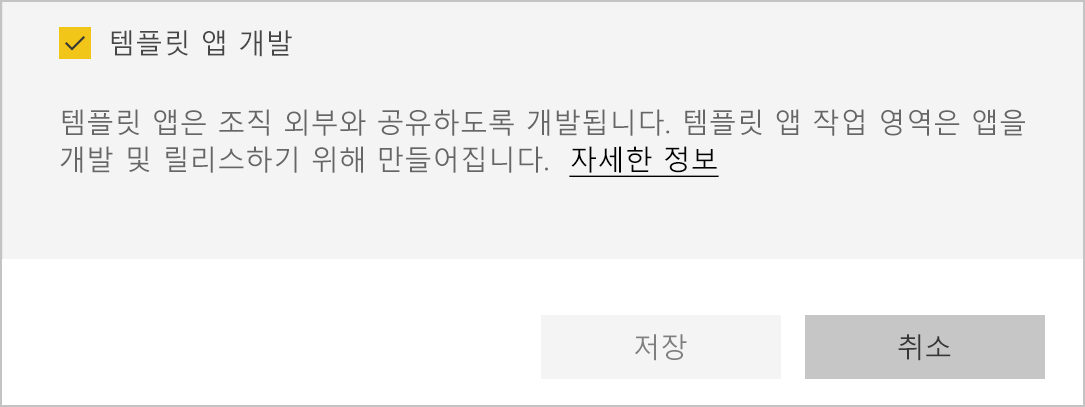 템플릿 앱 개발
템플릿 앱은 조직 외부와 공유하도록 개발됩니다. 템플릿 앱 작업 영역은 앱을
개발 및 릴리스하기 위해 만들어집니다. 자세한 정보
저장 취소